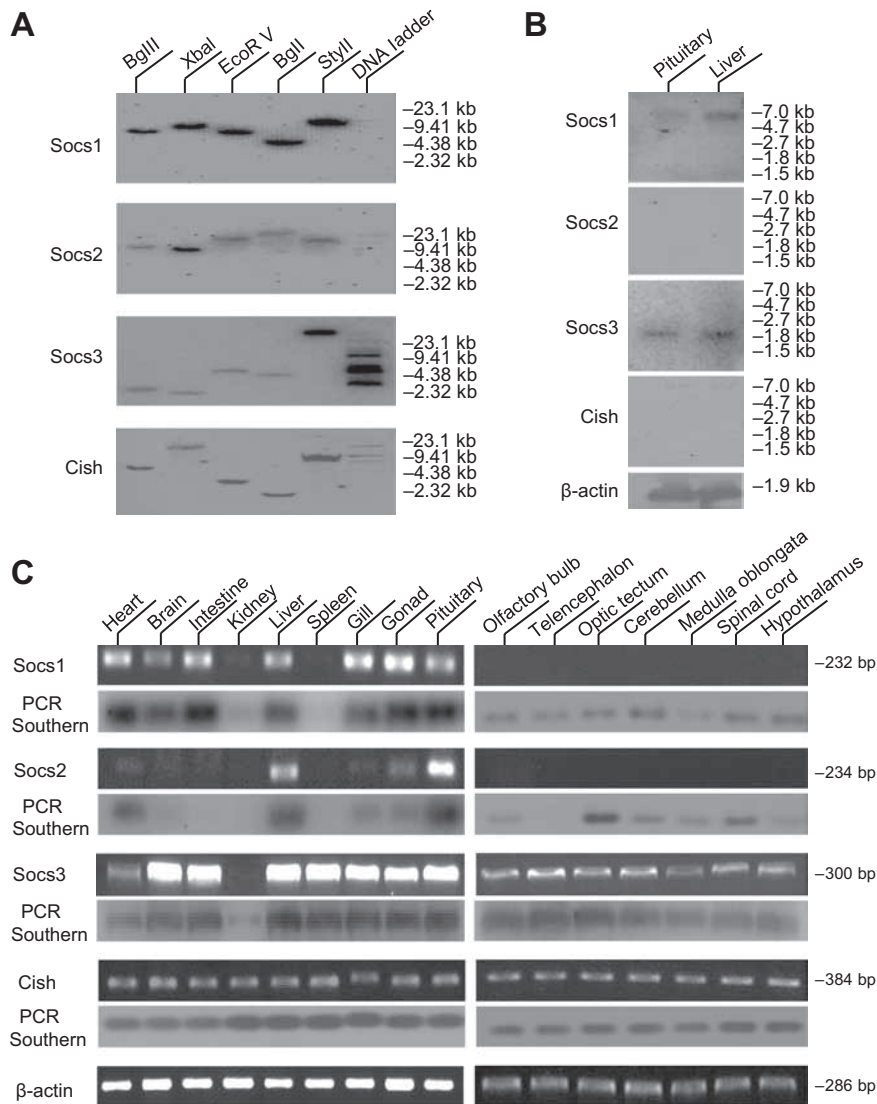 A
BgIII
XbaI
EcoR V
BglI
StyII
DNA ladder
Socs1
–23.1 kb
–9.41 kb
–4.38 kb
–2.32 kb
Socs2
–23.1 kb
–9.41 kb
–4.38 kb
–2.32 kb
Socs3
–23.1 kb
–9.41 kb
–4.38 kb
–2.32 kb
Cish
–23.1 kb
–9.41 kb
–4.38 kb
–2.32 kb
B
Pituitary
Liver
Socs1
–7.0 kb
–4.7 kb
–2.7 kb
–1.8 kb
–1.5 kb
Socs2
–7.0 kb
–4.7 kb
–2.7 kb
–1.8 kb
–1.5 kb
Socs3
–7.0 kb
–4.7 kb
–2.7 kb
–1.8 kb
–1.5 kb
Cish
–7.0 kb
–4.7 kb
–2.7 kb
–1.8 kb
–1.5 kb
β-actin
–1.9 kb
C
Heart
Brain
Intestine
Kidney
Liver
Spleen
Gill
Gonad
Pituitary
Olfactory bulb
Telencephalon
Optic tectum
Cerebellum
Medulla oblongata
Spinal cord
Hypothalamus
Socs1
–232 bp
PCR
Southern
Socs2
–234 bp
PCR
Southern
Socs3
–300 bp
PCR
Southern
Cish
–384 bp
PCR
Southern
β-actin
–286 bp